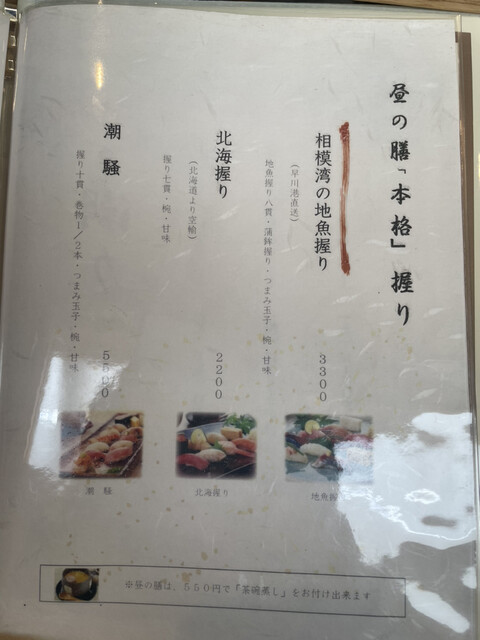 昼の膳「本格」握り
相模湾の地魚握り
(早川港直送)
地魚握り八貫・蒲鉾握り・つまみ玉子・椀・甘味
3300
北海握り
(北海道より空輸)
握り七貫・椀・甘味
2200
潮騒
握り十貫・巻物1/2本・つまみ玉子・椀・甘味
5500
地魚握
北海握り
潮騒
※昼の膳は、550円で『茶碗蒸し』をお付け出来ます